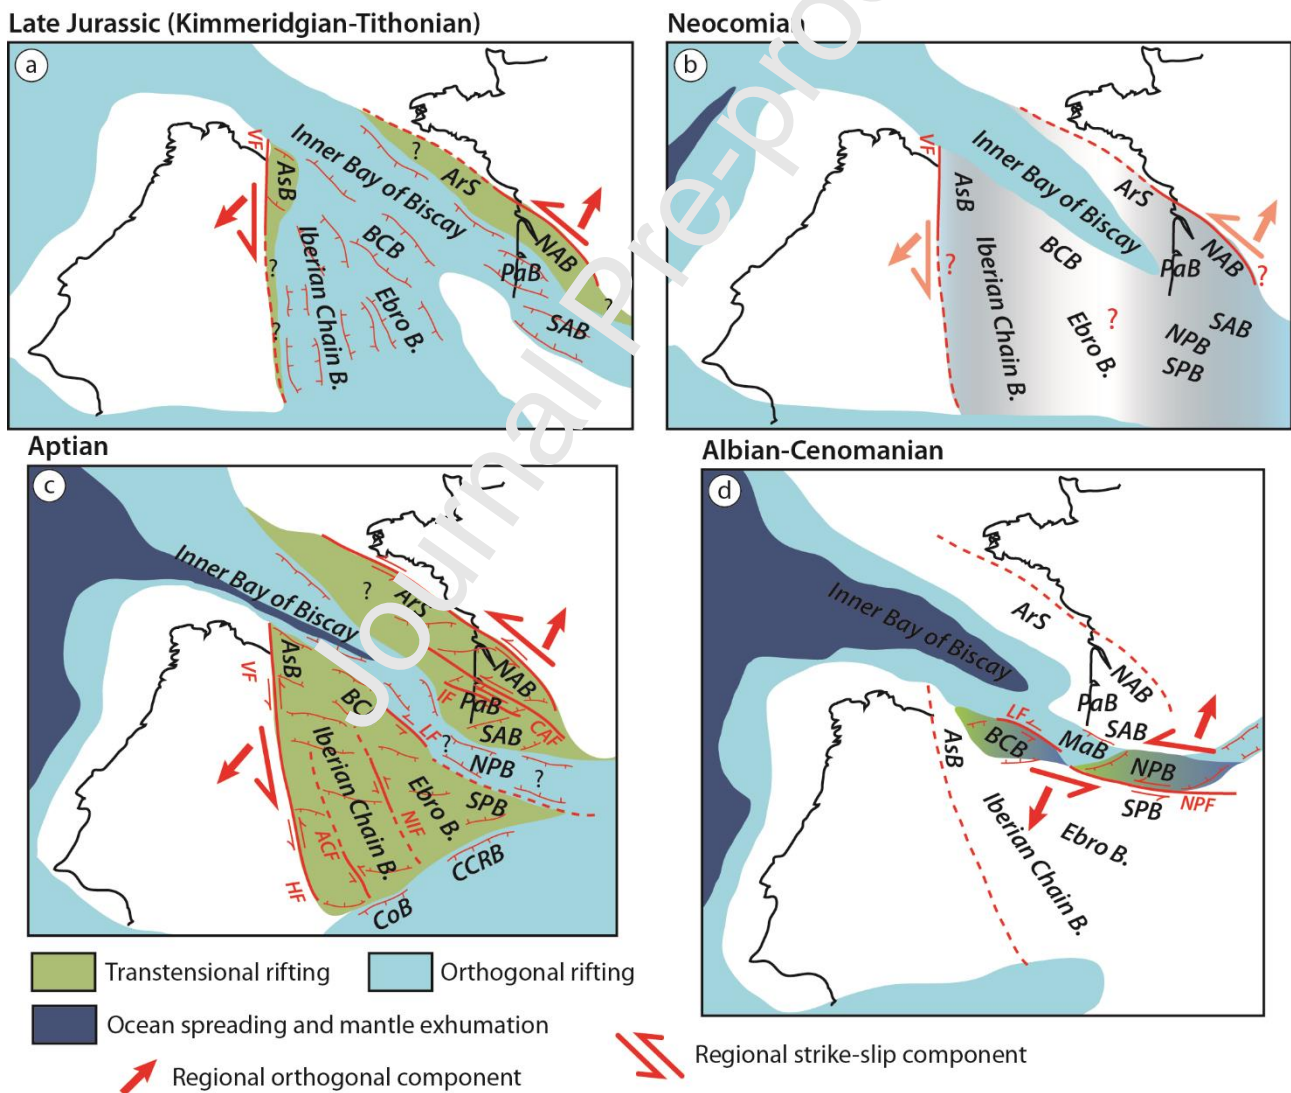 Late Jurassic (Kimmeridgian-Tithonian)
a
VF
AsB
Inner Bay of Biscay
?
ArS
NAB
BCB
PaB
Iberian Chain B.
Ebro B.
SAB
?
?
?
Neocomian
b
VF
AsB
Inner Bay of Biscay
ArS
NAB
BCB
PaB
?
?
Iberian Chain B.
Ebro B.
?
SAB
NPB
SPB
Aptian
c
Inner Bay of Biscay
?
ArS
VF
AsB
BC
NAB
IF
PaB
CAF
LF
SAB
?
NPB
?
Iberian Chain B.
Ebro B.
SPB
NIF
ACF
CCRB
HF
CoB
Albian-Cenomanian
d
Inner Bay of Biscay
ArS
NAB
PaB
SAB
LF
MaB
AsB
BCB
NPB
SPB
NPF
Iberian Chain B.
Ebro B.
Transtensional rifting
Orthogonal rifting
Ocean spreading and mantle exhumation
Regional strike-slip component
Regional orthogonal component
Journal Pre-pro